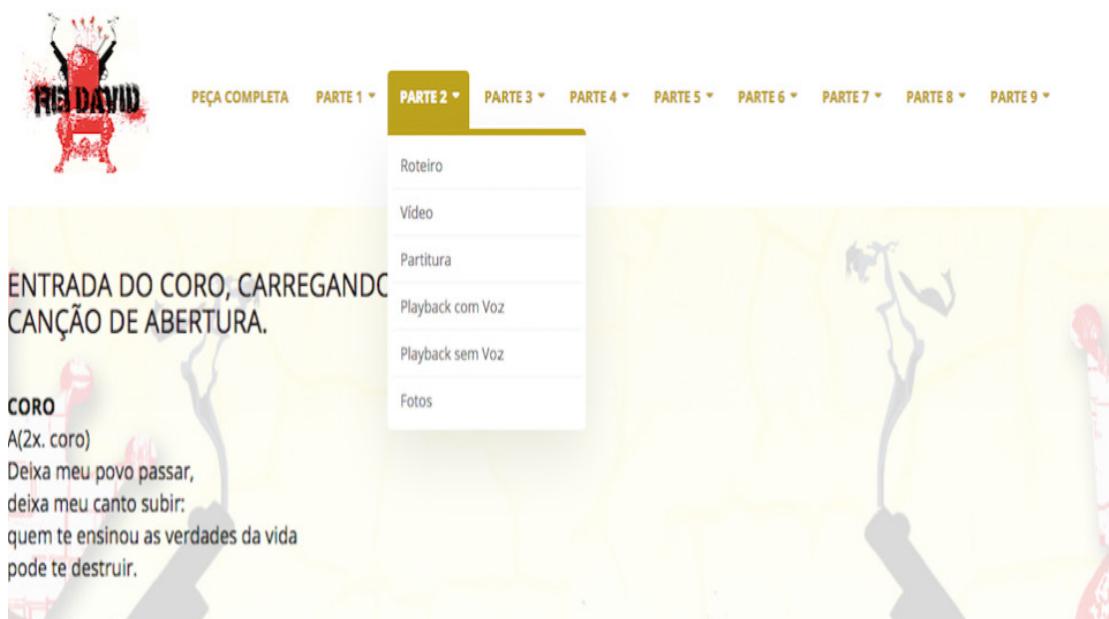 REI DAVID
PEÇA COMPLETA PARTE 1 PARTE 2 PARTE 3 PARTE 4 PARTE 5 PARTE 6 PARTE 7 PARTE 8 PARTE 9
Roteiro
Vídeo
Partitura
Playback com Voz
Playback sem Voz
Fotos
ENTRADA DO CORO, CARREGANDO
CANÇÃO DE ABERTURA.
CORO
A(2x. coro)
Deixa meu povo passar,
deixa meu canto subir:
quem te ensinou as verdades da vida
pode te destruir.